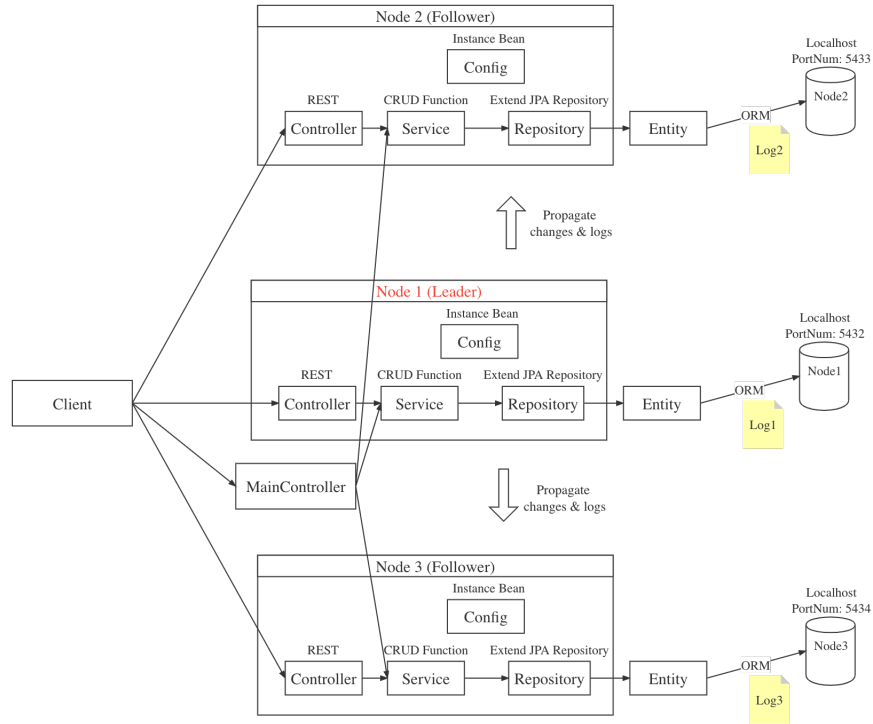 Node 2 (Follower)
Instance Bean
Config
REST
CRUD Function
Extend JPA Repository
Controller
Service
Repository
Entity
ORM
Log2
Localhost
PortNum: 5433
Node2
Propagate
changes & logs
Node 1 (Leader)
Instance Bean
Config
REST
CRUD Function
Extend JPA Repository
Client
Controller
Service
Repository
Entity
ORM
Log1
Localhost
PortNum: 5432
Node1
MainController
Propagate
changes & logs
Node 3 (Follower)
Instance Bean
Config
REST
CRUD Function
Extend JPA Repository
Controller
Service
Repository
Entity
ORM
Log3
Localhost
PortNum: 5434
Node3